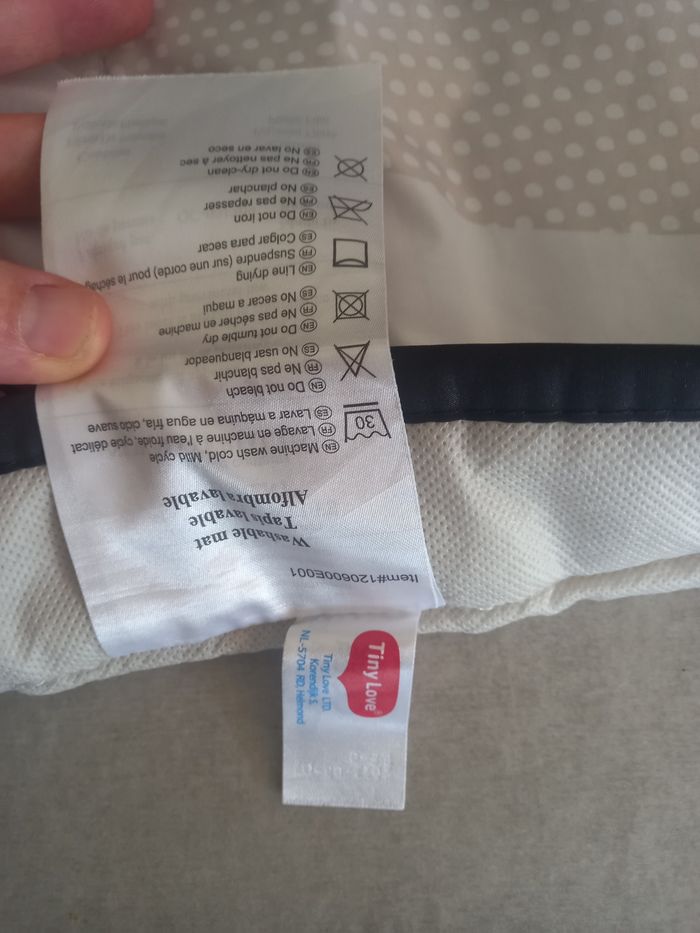 Item#120600E001
Washable mat
Tapis lavable
Alfombra lavable
30
EN Machine wash cold, Mild cycle
FR Lavage en machine à l'eau froide, cycle délicat
ES Lavar a máquina en agua fría, ciclo suave
EN Do not bleach
FR Ne pas blanchir
ES No usar blanqueador
EN Do not tumble dry
FR Ne pas sécher en machine
ES No secar a maqui
EN Line drying
FR Suspendre (sur une corde) pour le séchag
ES Colgar para secar
EN Do not iron
FR Ne pas repasser
ES No planchar
EN Do not dry-clean
FR Ne pas nettoyer à sec
ES No lavar en seco
Tiny Love®
Tiny Love LTD.
Korendijk 5,
NL-5704 RD, Helmond